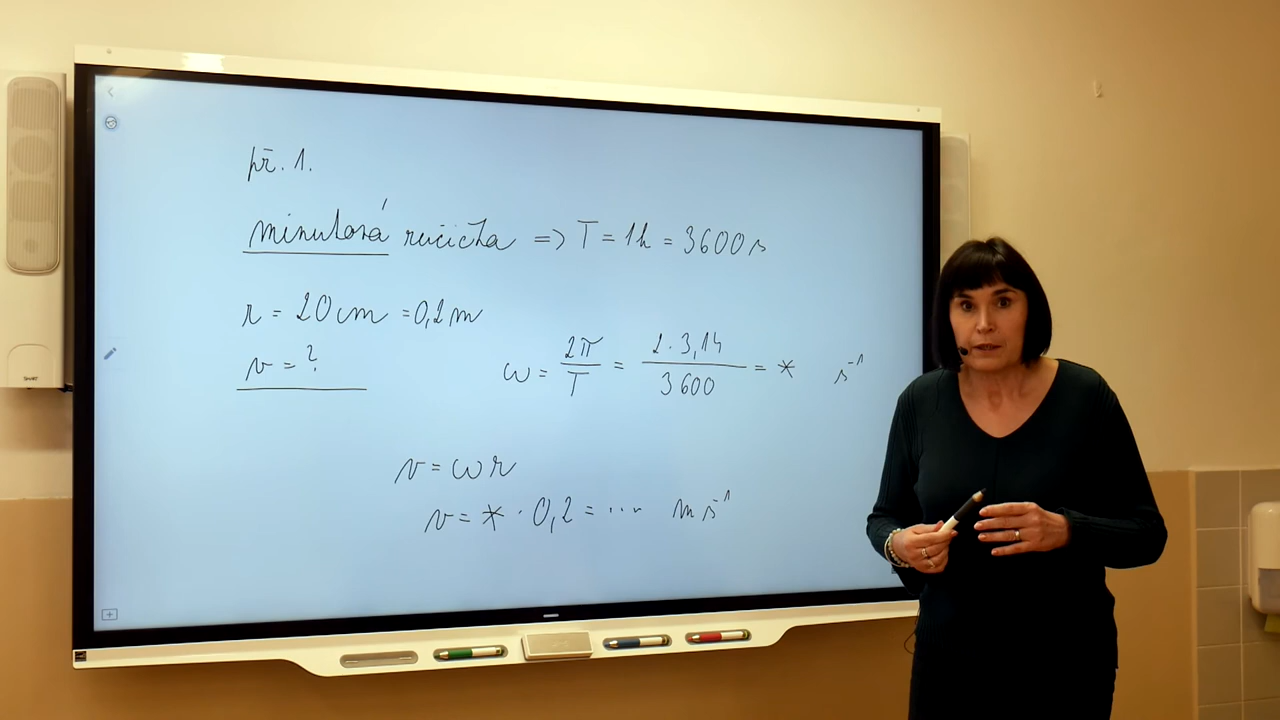 př. 1.
minutová ručička => T = 1h = 3600 s
r = 20 cm = 0,2 m
v = ?
ω = 2π/T = 2 · 3,14/3600 = * s⁻¹
v = ωr
v = * · 0,2 = ... m s⁻¹
SMART